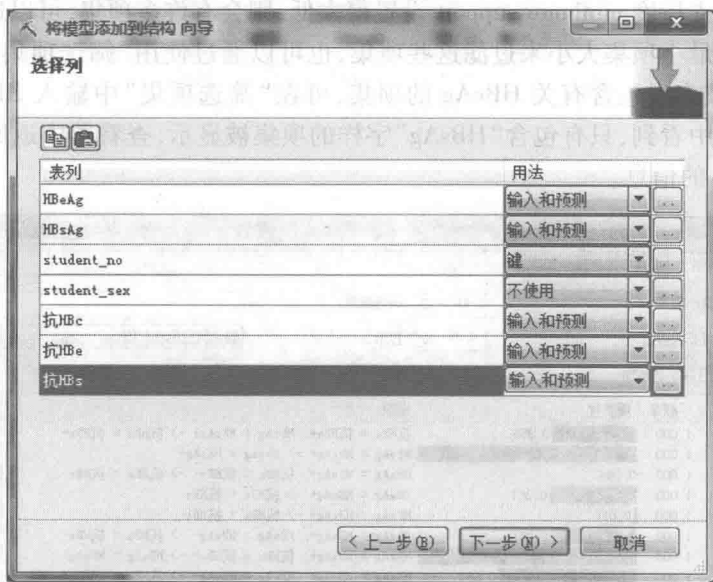 将模型添加到结构 向导
选择列
表列 用法
HBeAg 输入和预测
HBsAg 输入和预测
student_no 键
student_sex 不使用
抗HBc 输入和预测
抗HBe 输入和预测
抗HBs 输入和预测
< 上一步(B) 下一步(N) > 取消